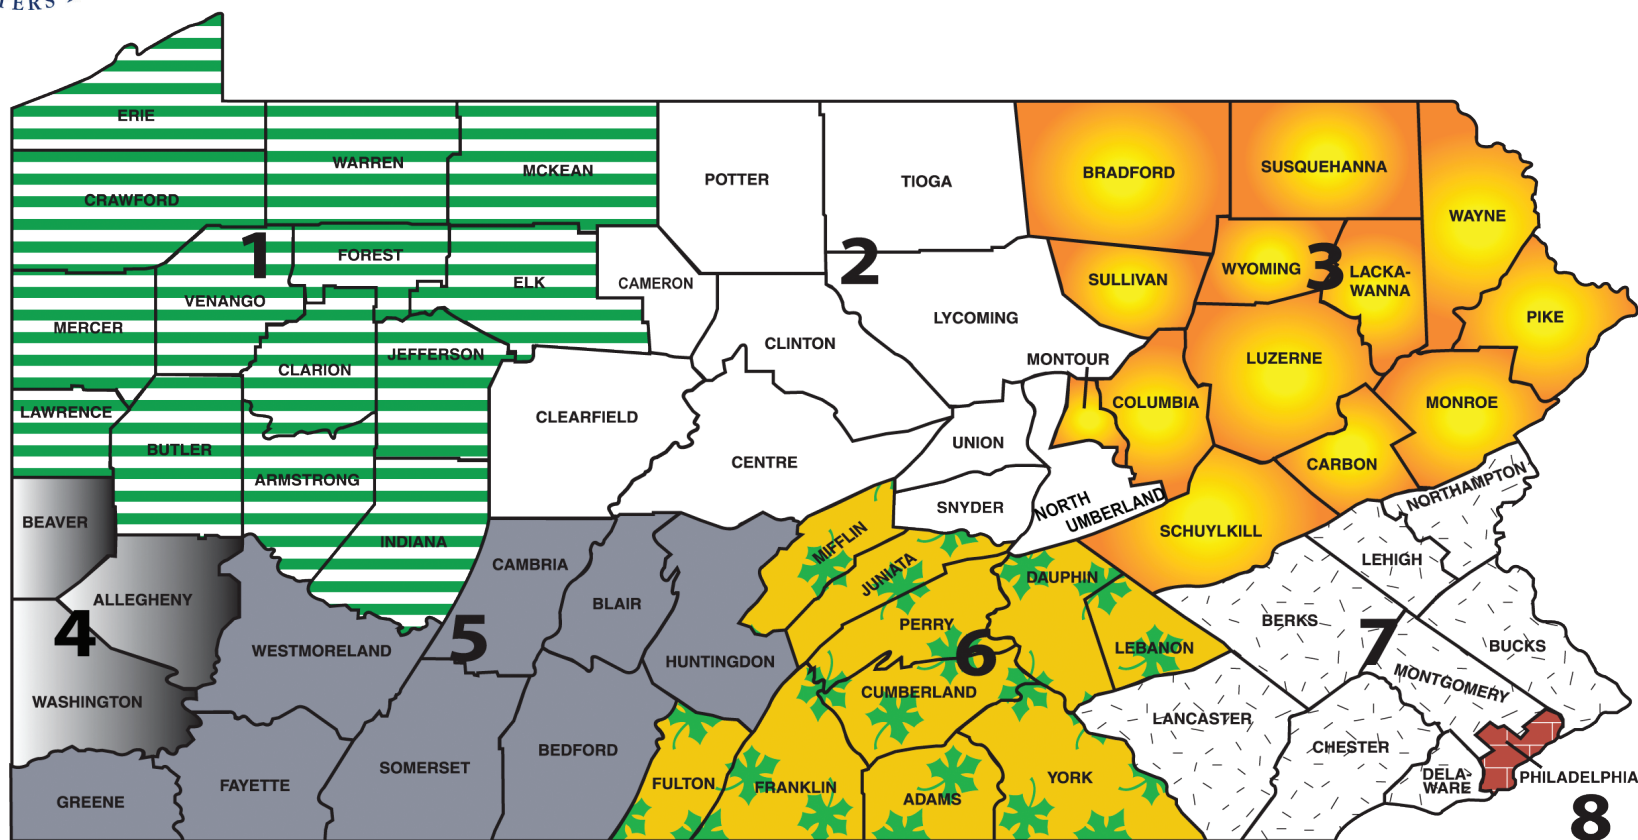 ERS
ERIE
WARREN
MCKEAN
CRAWFORD
POTTER
TIOGA
BRADFORD
SUSQUEHANNA
WAYNE
1
FOREST
2
3
WYOMING
LACKA-
WANNA
SULLIVAN
ELK
CAMERON
VENANGO
MERCER
LYCOMING
PIKE
CLINTON
JEFFERSON
CLARION
MONTOUR
LUZERNE
LAWRENCE
CLEARFIELD
COLUMBIA
MONROE
BUTLER
UNION
CENTRE
CARBON
ARMSTRONG
SNYDER
NORTH
UMBERLAND
NORTHAMPTON
BEAVER
INDIANA
SCHUYLKILL
MIFFLIN
CAMBRIA
JUNIATA
DAUPHIN
LEHIGH
ALLEGHENY
BLAIR
4
5
PERRY
6
BERKS
7
BUCKS
WESTMORELAND
HUNTINGDON
LEBANON
CUMBERLAND
MONTGOMERY
WASHINGTON
LANCASTER
BEDFORD
CHESTER
SOMERSET
FULTON
FRANKLIN
YORK
DELA-
WARE
PHILADELPHIA
GREENE
FAYETTE
ADAMS
8